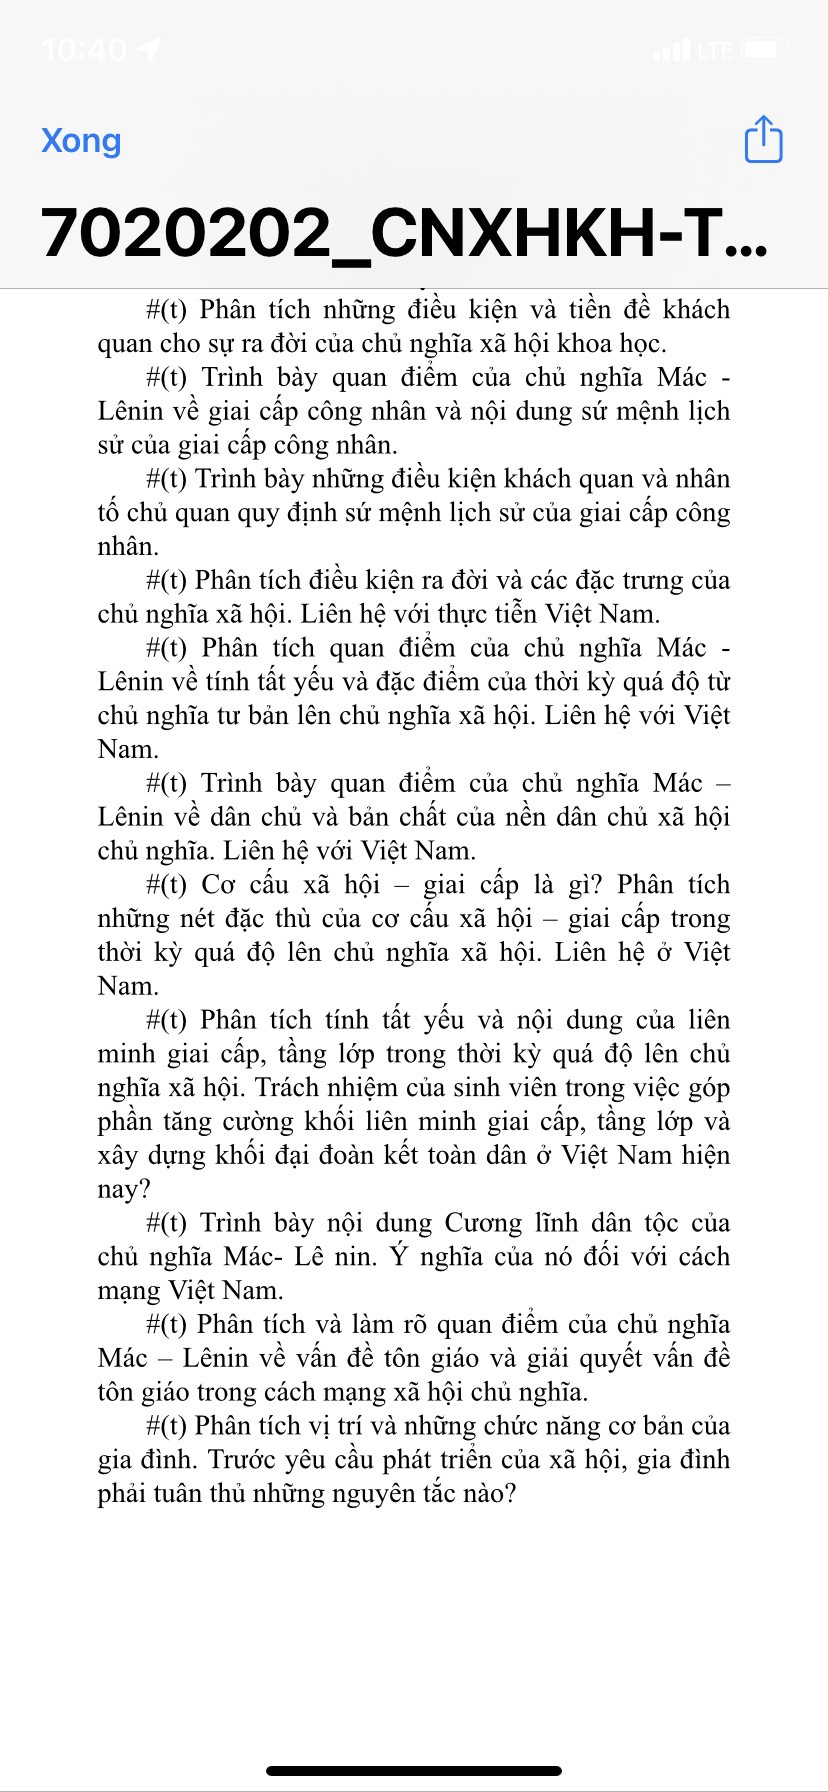 10:40
LTE
Xong
7020202_CNXHKH-T...
#(t) Phân tích những điều kiện và tiền đề khách
quan cho sự ra đời của chủ nghĩa xã hội khoa học.
#(t) Trình bày quan điểm của chủ nghĩa Mác -
Lênin về giai cấp công nhân và nội dung sứ mệnh lịch
sử của giai cấp công nhân.
#(t) Trình bày những điều kiện khách quan và nhân
tố chủ quan quy định sứ mệnh lịch sử của giai cấp công
nhân.
#(t) Phân tích điều kiện ra đời và các đặc trưng của
chủ nghĩa xã hội. Liên hệ với thực tiễn Việt Nam.
#(t) Phân tích quan điểm của chủ nghĩa Mác -
Lênin về tính tất yếu và đặc điểm của thời kỳ quá độ từ
chủ nghĩa tư bản lên chủ nghĩa xã hội. Liên hệ với Việt
Nam.
#(t) Trình bày quan điểm của chủ nghĩa Mác –
Lênin về dân chủ và bản chất của nền dân chủ xã hội
chủ nghĩa. Liên hệ với Việt Nam.
#(t) Cơ cấu xã hội – giai cấp là gì? Phân tích
những nét đặc thù của cơ cấu xã hội – giai cấp trong
thời kỳ quá độ lên chủ nghĩa xã hội. Liên hệ ở Việt
Nam.
#(t) Phân tích tính tất yếu và nội dung của liên
minh giai cấp, tầng lớp trong thời kỳ quá độ lên chủ
nghĩa xã hội. Trách nhiệm của sinh viên trong việc góp
phần tăng cường khối liên minh giai cấp, tầng lớp và
xây dựng khối đại đoàn kết toàn dân ở Việt Nam hiện
nay?
#(t) Trình bày nội dung Cương lĩnh dân tộc của
chủ nghĩa Mác- Lê nin. Ý nghĩa của nó đối với cách
mạng Việt Nam.
#(t) Phân tích và làm rõ quan điểm của chủ nghĩa
Mác – Lênin về vấn đề tôn giáo và giải quyết vấn đề
tôn giáo trong cách mạng xã hội chủ nghĩa.
#(t) Phân tích vị trí và những chức năng cơ bản của
gia đình. Trước yêu cầu phát triển của xã hội, gia đình
phải tuân thủ những nguyên tắc nào?